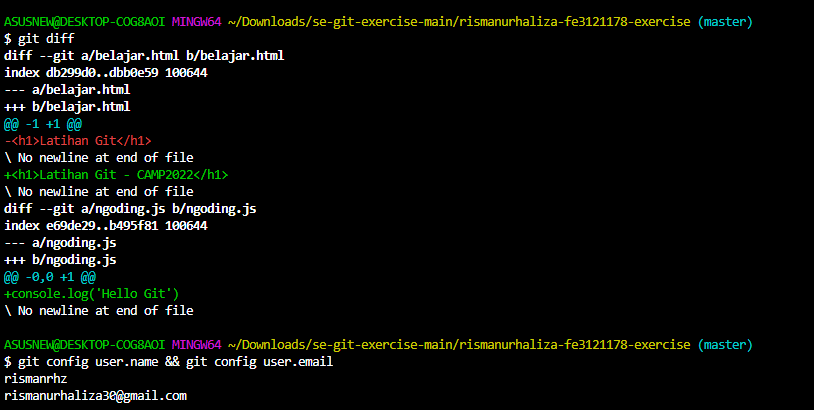 ASUSNEW@DESKTOP-COG8AOI MINGW64 ~/Downloads/se-git-exercise-main/rismanurhaliza-fe3121178-exercise (master)
$ git diff
diff --git a/belajar.html b/belajar.html
index db299d0..dbb0e59 100644
--- a/belajar.html
+++ b/belajar.html
@@ -1 +1 @@
-<h1>Latihan Git</h1>
\ No newline at end of file
+<h1>Latihan Git - CAMP2022</h1>
\ No newline at end of file
diff --git a/ngoding.js b/ngoding.js
index e69de29..b495f81 100644
--- a/ngoding.js
+++ b/ngoding.js
@@ -0,0 +1 @@
+console.log('Hello Git')
\ No newline at end of file
ASUSNEW@DESKTOP-COG8AOI MINGW64 ~/Downloads/se-git-exercise-main/rismanurhaliza-fe3121178-exercise (master)
$ git config user.name && git config user.email
rismanrhz
rismanurhaliza30@gmail.com